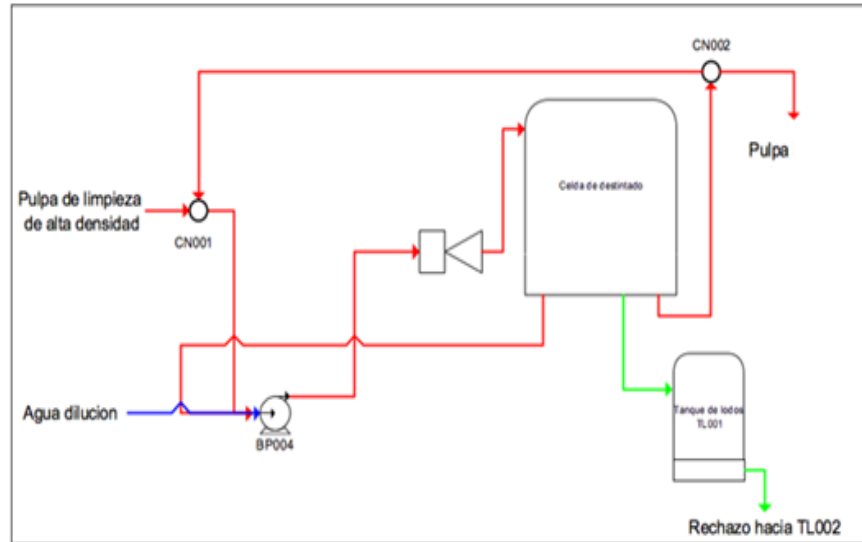 CN002
Pulpa
Celda de destintado
Pulpa de limpieza
de alta densidad
CN001
Agua dilucion
BP004
Tanque de lodos
TL001
Rechazo hacia TL002